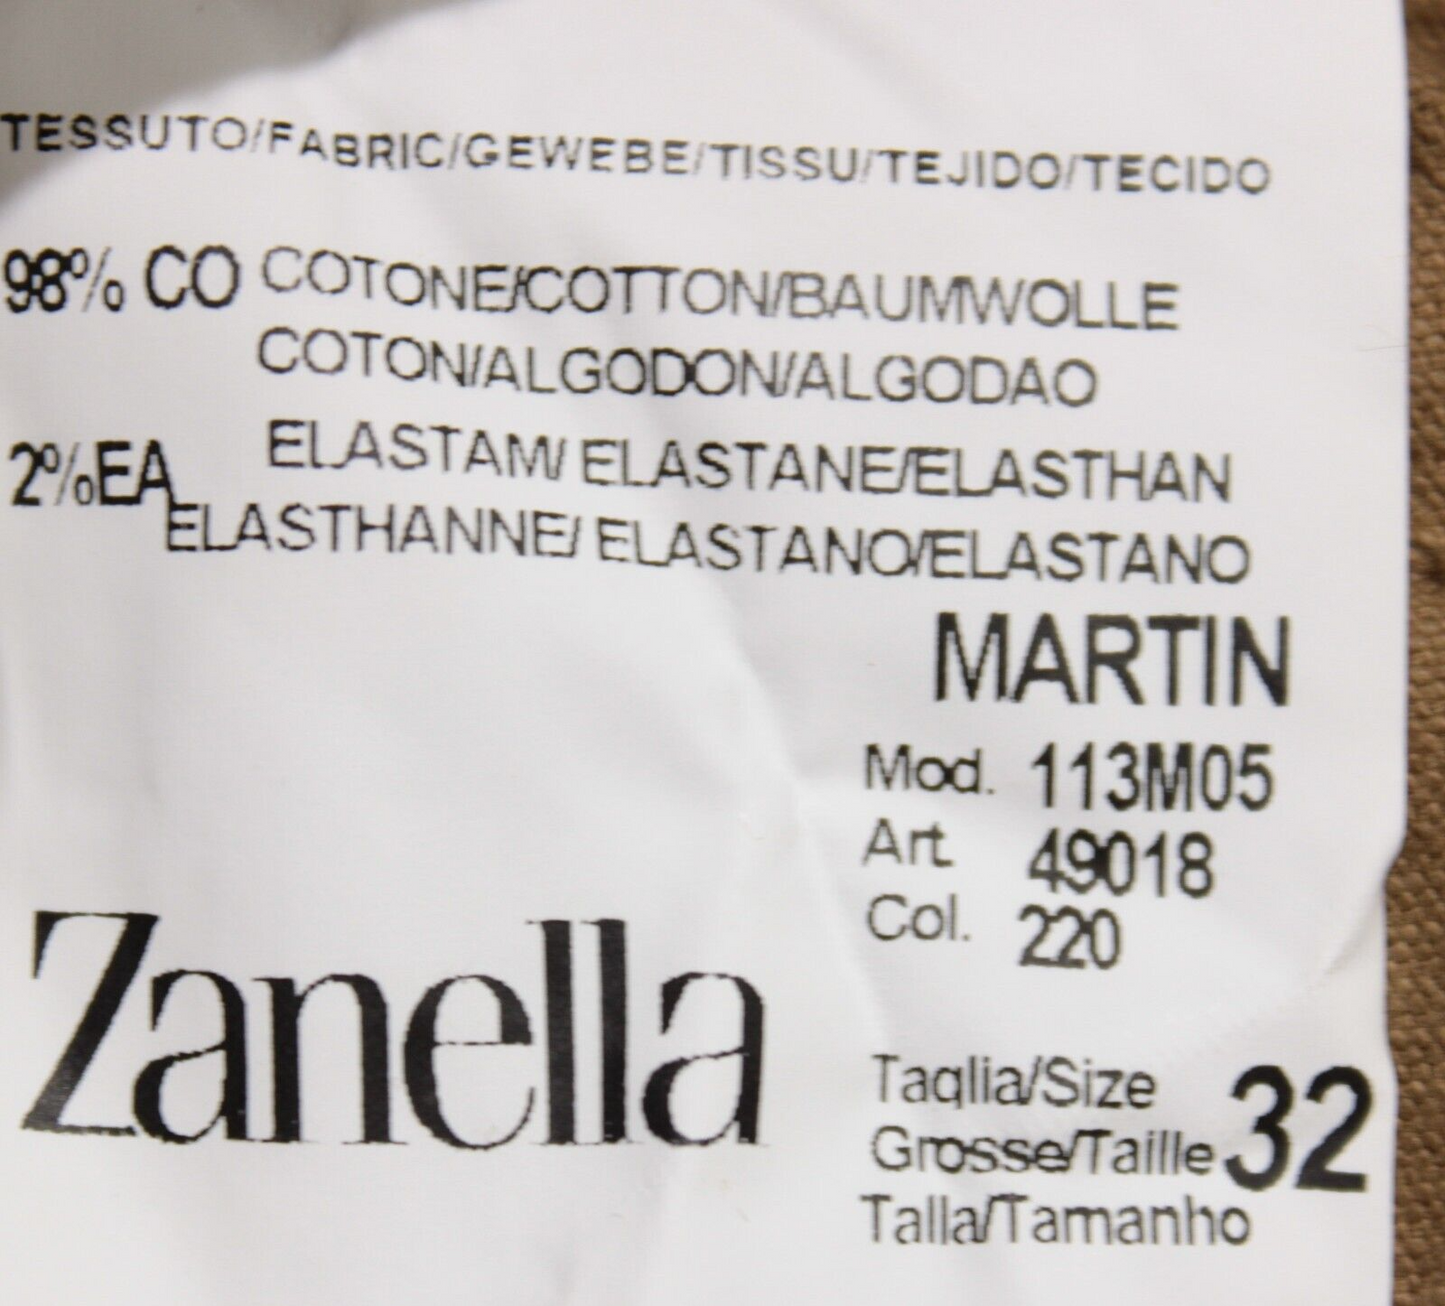 TESSUTO/FABRIC/GEWEBE/TISSU/TEJIDO/TECIDO
98% CO COTONE/COTTON/BAUMWOLLE
COTON/ALGODON/ALGODAO
2%EA ELASTAM/ ELASTANE/ELASTHAN
ELASTHANNE/ ELASTANO/ELASTANO
MARTIN
Mod. 113M05
Art. 49018
Col. 220
Zanella
Taglia/Size
Grosse/Taille 32
Talla/Tamanho